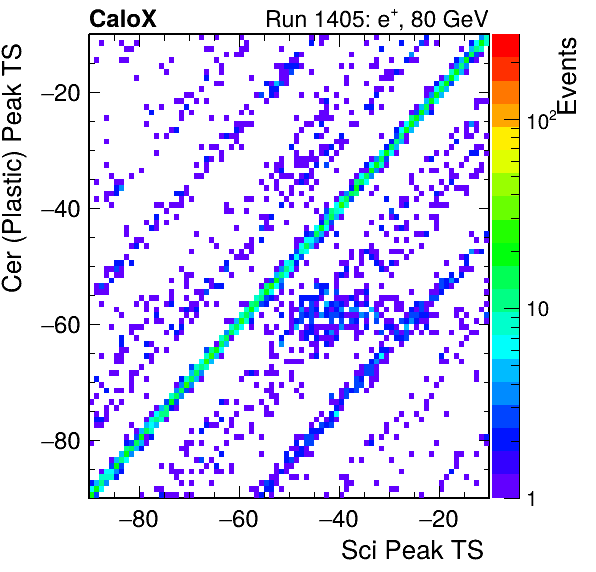 CaloX Run 1405: e⁺, 80 GeV
Cer (Plastic) Peak TS
−20
−40
−60
−80
−80 −60 −40 −20
Sci Peak TS
Events
10²
10
1